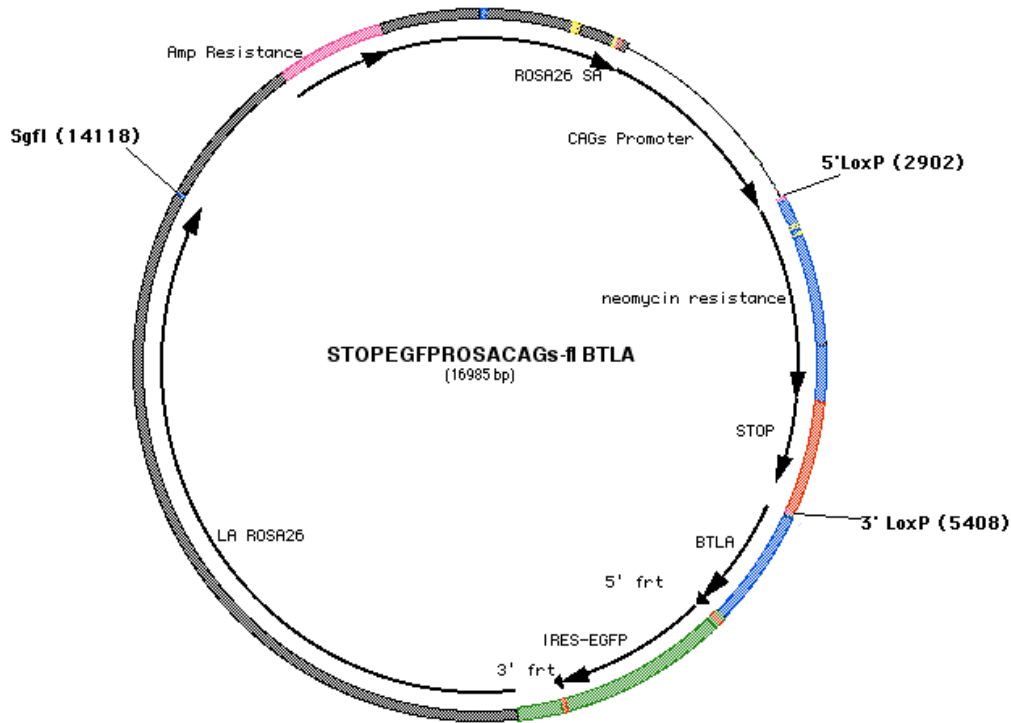 Amp Resistance
ROSA26 SA
SgfI (14118)
CAGs Promoter
5'LoxP (2902)
neomycin resistance
STOPEGFPROSACAGs-fl BTLA
(16985 bp)
STOP
3' LoxP (5408)
LA ROSA26
BTLA
5' frt
IRES-EGFP
3' frt